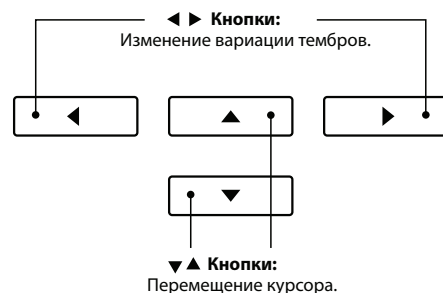 ◀ ▶ Кнопки:
Изменение вариации тембров.
◀
▲
▶
▼
▼▲ Кнопки:
Перемещение курсора.